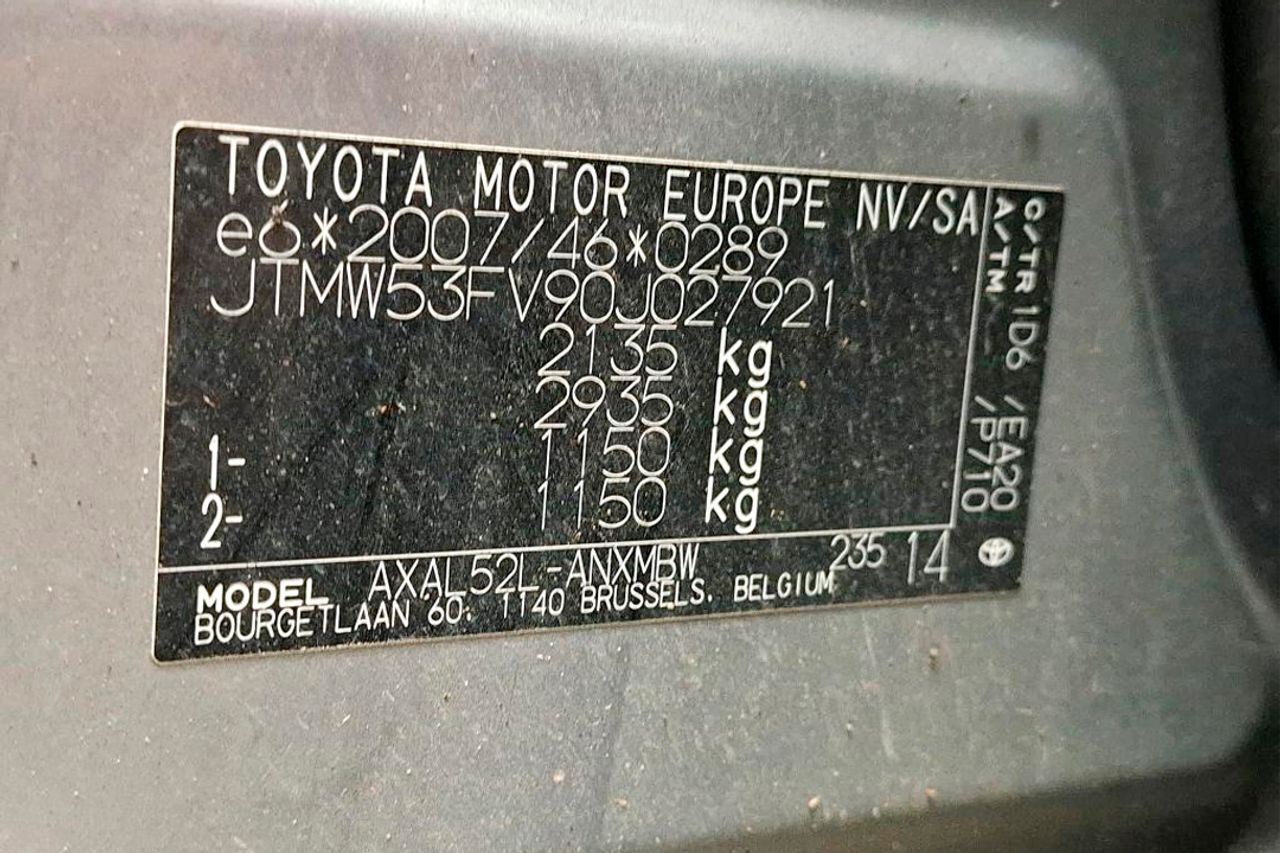 TOYOTA MOTOR EUROPE NV/SA
e6*2007/46*0289
JTMW53FV90J027921
2135 kg
2935 kg
1- 1150 kg
2- 1150 kg
C/TR 1D6 /EA20
A/TM /P710
MODEL AXAL52L-ANXMBW 235 14
BOURGETLAAN 60, 1140 BRUSSELS, BELGIUM